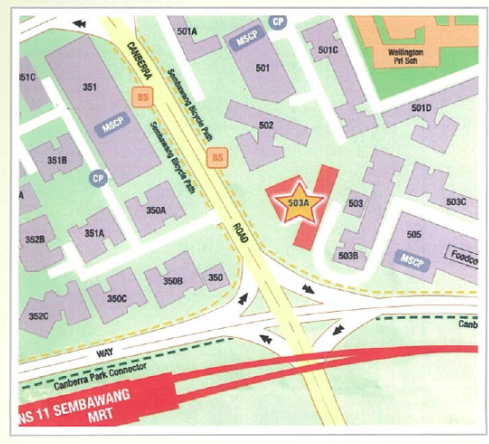 CP
501A
MSCP
501
501C
Wellington
Pri Sch
CANBERRA
351C
351
BS
Sembawang Bicycle Path
501D
MSCP
502
Sembawang Bicycle Path
BS
351B
CP
503A
503
503C
350A
352B
351A
ROAD
503B
505
MSCP
Foodco
350B
350
350C
352C
WAY
Canb
Canberra Park Connector
NS 11 SEMBAWANG
MRT